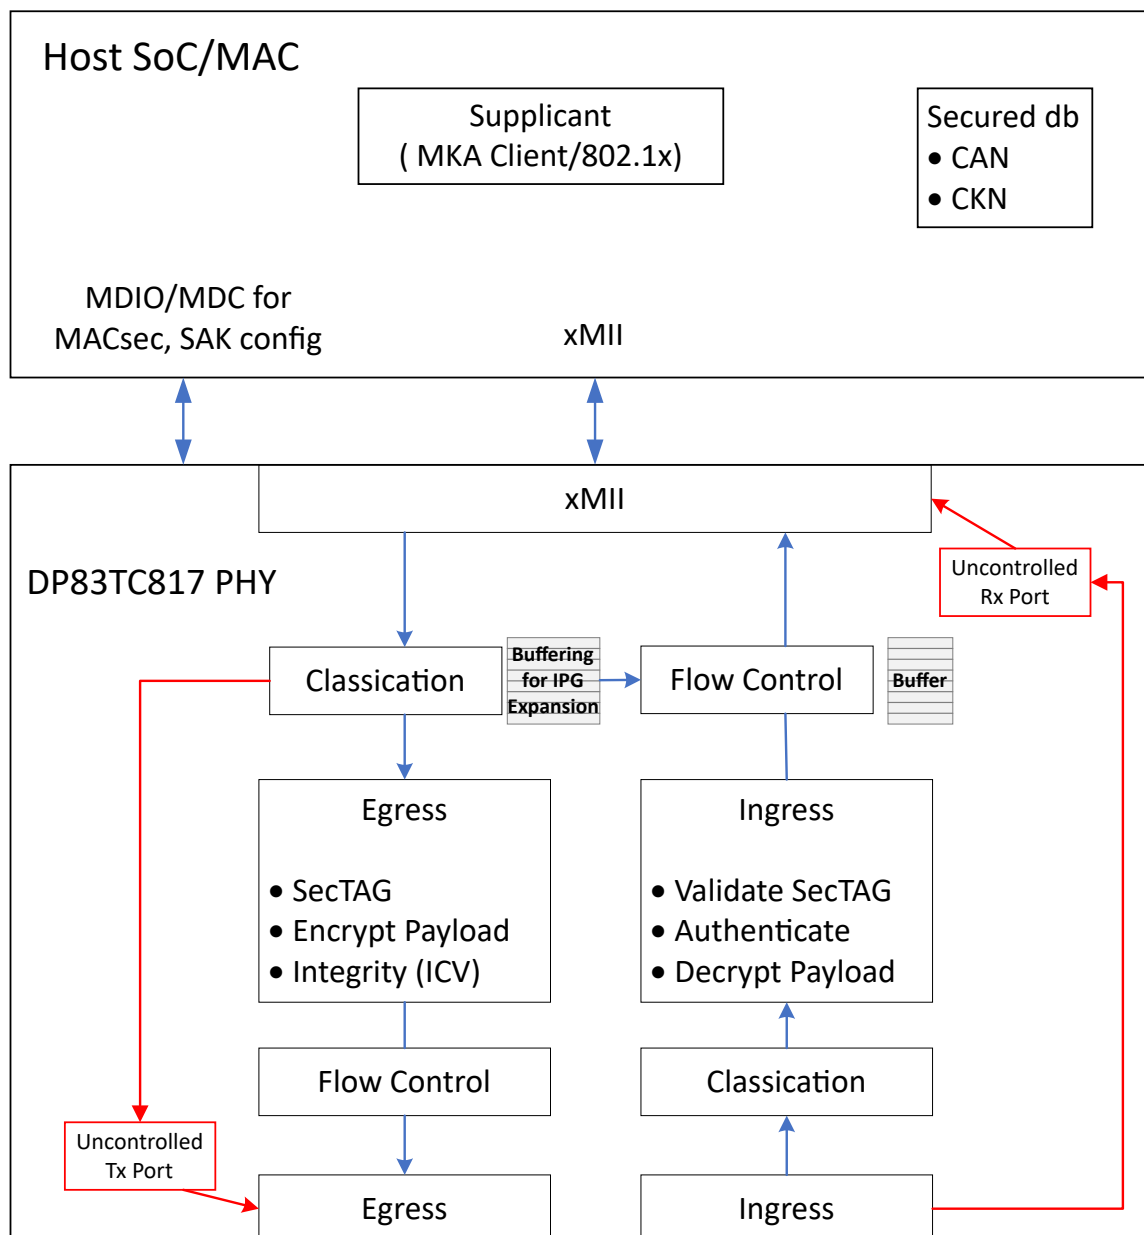 Host SoC/MAC
Supplicant
( MKA Client/802.1x)
Secured db
• CAN
• CKN
MDIO/MDC for
MACsec, SAK config
xMII
xMII
DP83TC817 PHY
Uncontrolled
Rx Port
Classication
Buffering
for IPG
Expansion
Flow Control
Buffer
Egress
• SecTAG
• Encrypt Payload
• Integrity (ICV)
Ingress
• Validate SecTAG
• Authenticate
• Decrypt Payload
Flow Control
Classication
Uncontrolled
Tx Port
Egress
Ingress